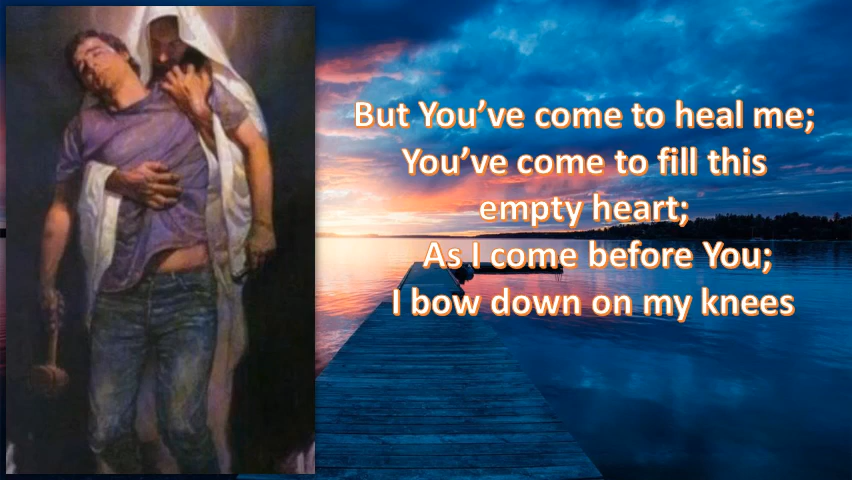 But You’ve come to heal me;
You’ve come to fill this
empty heart;
As I come before You;
I bow down on my knees